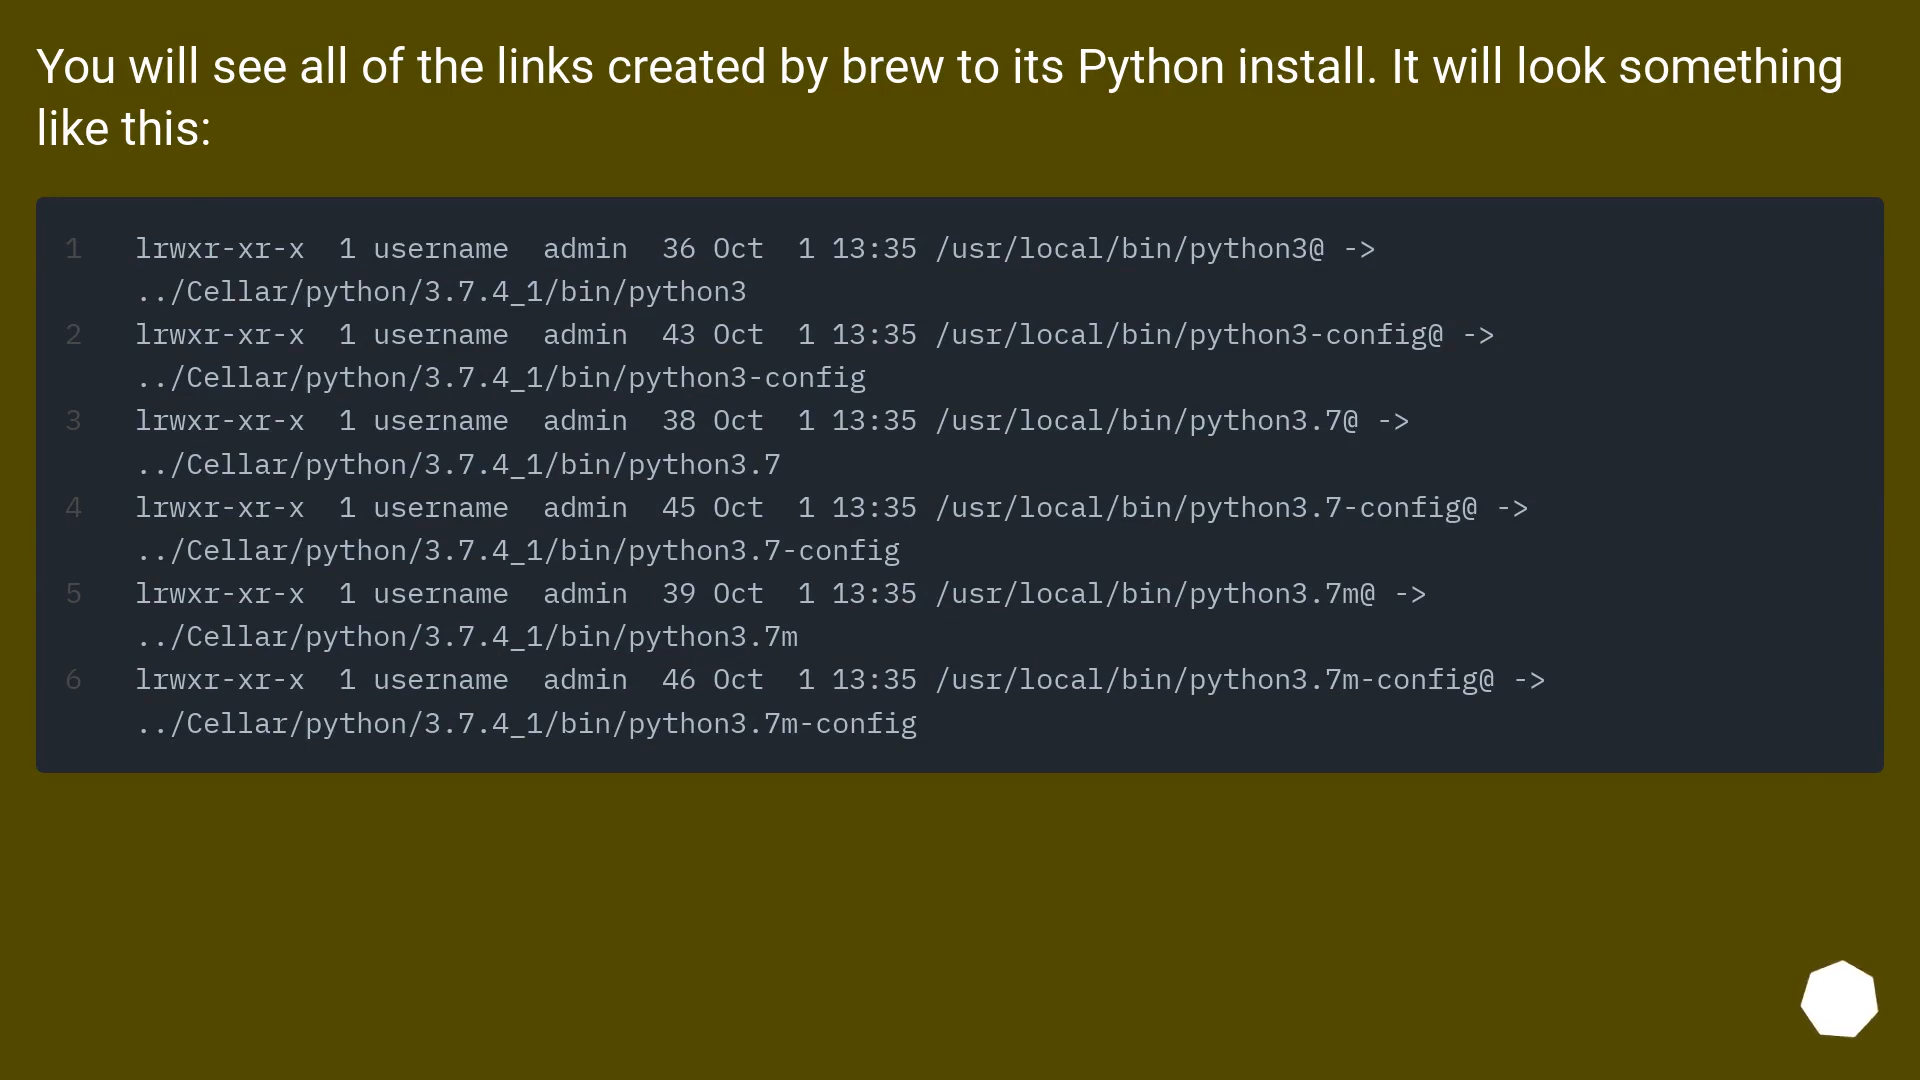 You will see all of the links created by brew to its Python install. It will look something
like this:
1 lrwxr-xr-x  1 username  admin  36 Oct  1 13:35 /usr/local/bin/python3@ ->
../Cellar/python/3.7.4_1/bin/python3
2 lrwxr-xr-x  1 username  admin  43 Oct  1 13:35 /usr/local/bin/python3-config@ ->
../Cellar/python/3.7.4_1/bin/python3-config
3 lrwxr-xr-x  1 username  admin  38 Oct  1 13:35 /usr/local/bin/python3.7@ ->
../Cellar/python/3.7.4_1/bin/python3.7
4 lrwxr-xr-x  1 username  admin  45 Oct  1 13:35 /usr/local/bin/python3.7-config@ ->
../Cellar/python/3.7.4_1/bin/python3.7-config
5 lrwxr-xr-x  1 username  admin  39 Oct  1 13:35 /usr/local/bin/python3.7m@ ->
../Cellar/python/3.7.4_1/bin/python3.7m
6 lrwxr-xr-x  1 username  admin  46 Oct  1 13:35 /usr/local/bin/python3.7m-config@ ->
../Cellar/python/3.7.4_1/bin/python3.7m-config